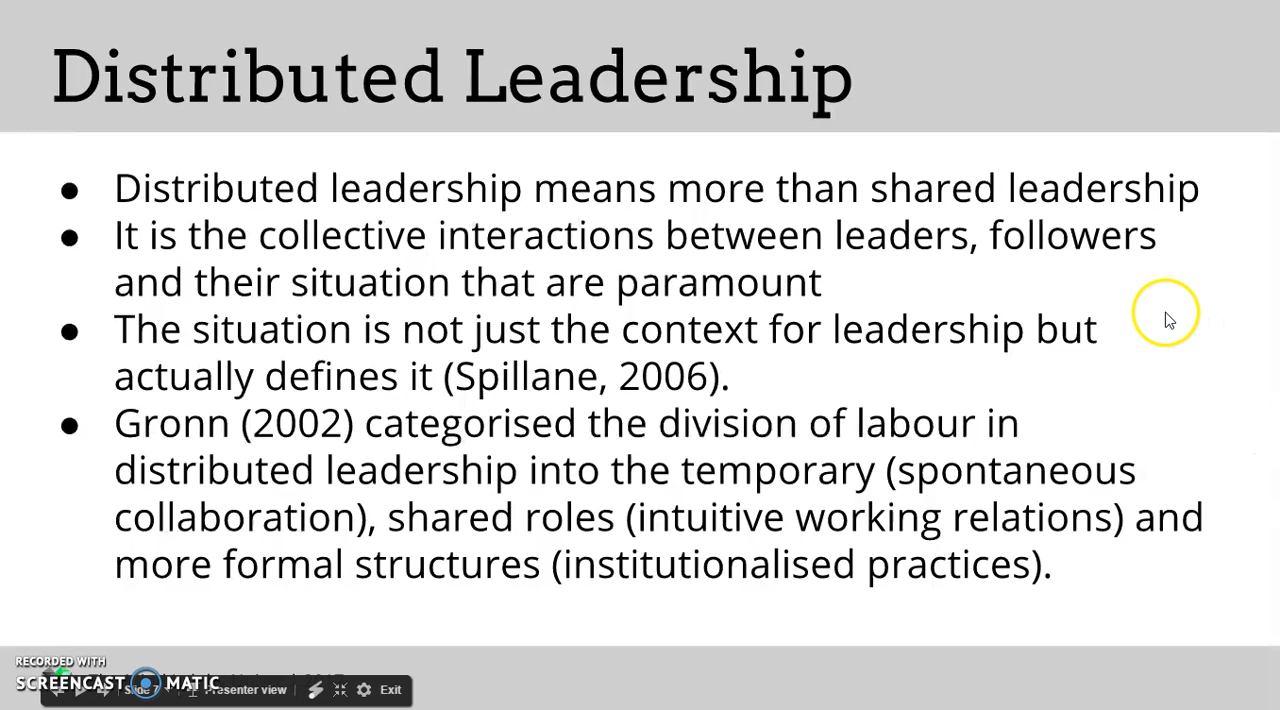 Distributed Leadership
● Distributed leadership means more than shared leadership
● It is the collective interactions between leaders, followers
and their situation that are paramount
● The situation is not just the context for leadership but
actually defines it (Spillane, 2006).
● Gronn (2002) categorised the division of labour in
distributed leadership into the temporary (spontaneous
collaboration), shared roles (intuitive working relations) and
more formal structures (institutionalised practices).
RECORDED WITH
SCREENCAST MATIC
Slide 7 Presenter view Exit